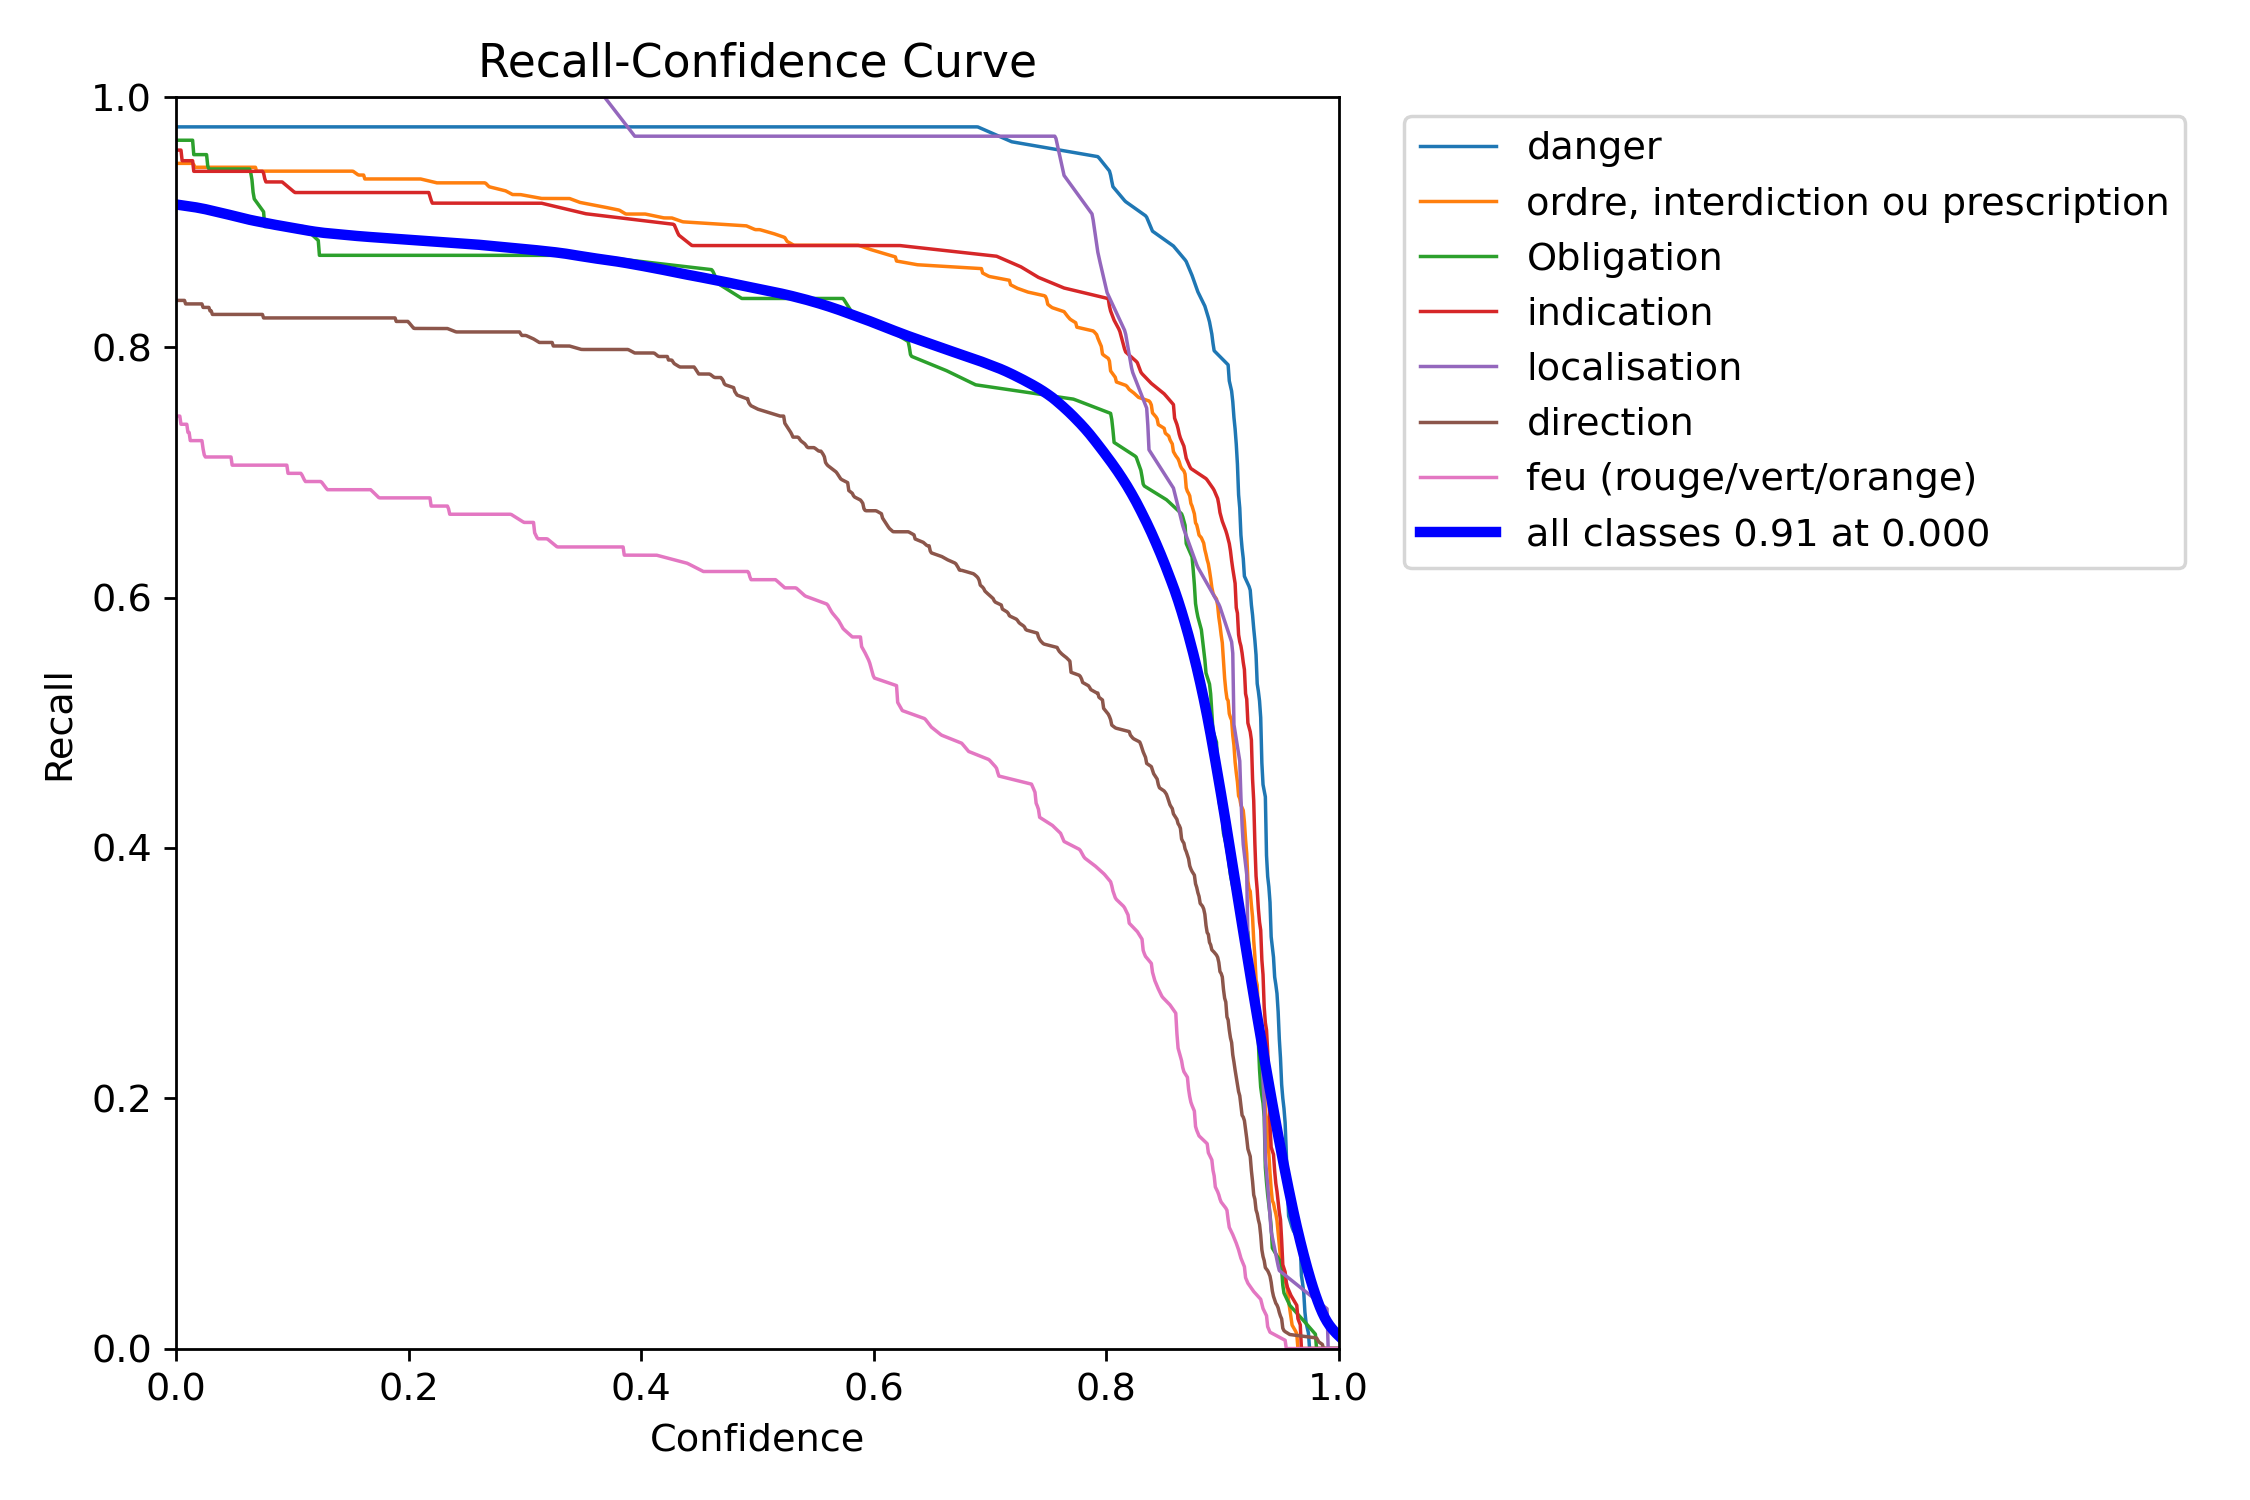 Recall-Confidence Curve
1.0
0.8
0.6
0.4
0.2
0.0
Recall
0.0 0.2 0.4 0.6 0.8 1.0
Confidence
danger
ordre, interdiction ou prescription
Obligation
indication
localisation
direction
feu (rouge/vert/orange)
all classes 0.91 at 0.000